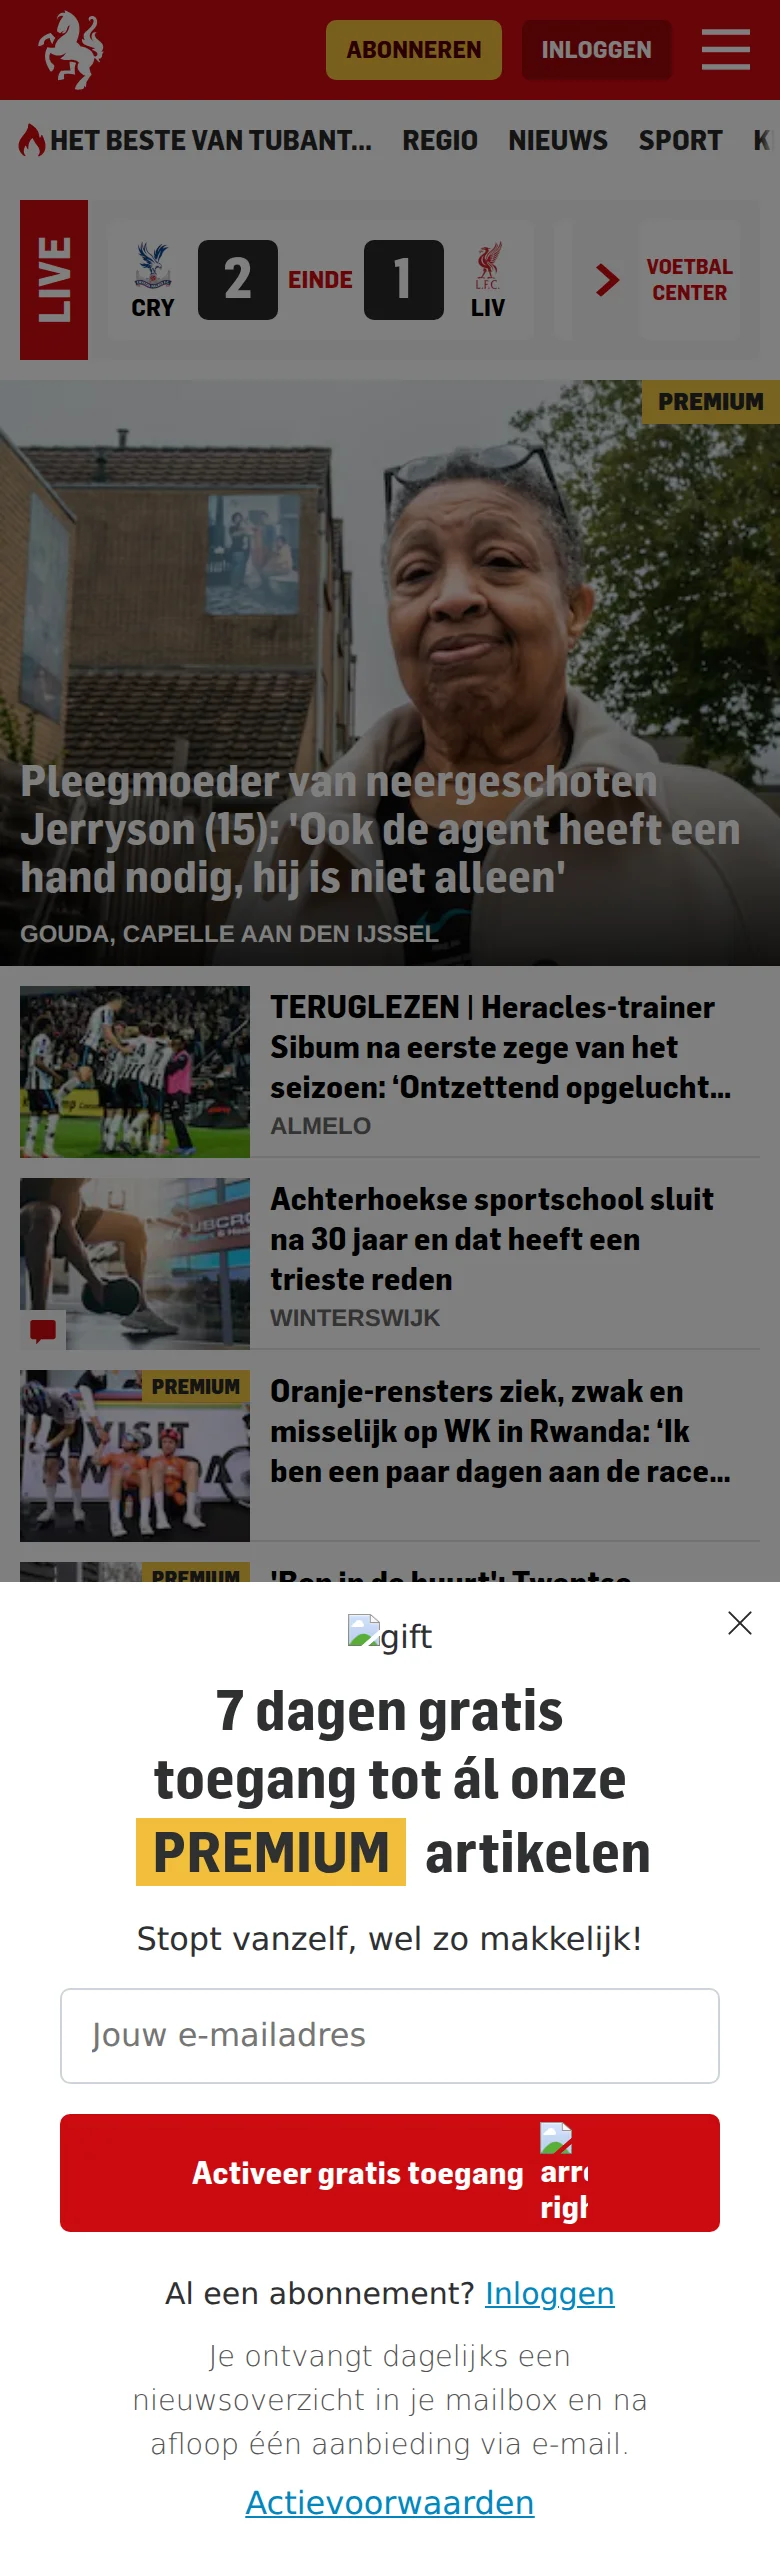 ABONNEREN
INLOGGEN
HET BESTE VAN TUBANT... REGIO NIEUWS SPORT
LIVE
CRY 2 EINDE 1 LIV
L.F.C.
VOETBAL
CENTER
PREMIUM
Pleegmoeder van neergeschoten
Jerryson (15): 'Ook de agent heeft een
hand nodig, hij is niet alleen'
GOUDA, CAPELLE AAN DEN IJSSEL
TERUGLEZEN | Heracles-trainer
Sibum na eerste zege van het
seizoen: ‘Ontzettend opgelucht...
ALMELO
Achterhoekse sportschool sluit
na 30 jaar en dat heeft een
trieste reden
WINTERSWIJK
PREMIUM
VISIT
Oranje-rensters ziek, zwak en
misselijk op WK in Rwanda: ‘Ik
ben een paar dagen aan de race...
PREMIUM
'Ben in de buurt': Twentse
gift
7 dagen gratis
toegang tot ál onze
PREMIUM artikelen
Stopt vanzelf, wel zo makkelijk!
Jouw e-mailadres
Activeer gratis toegang
Al een abonnement? Inloggen
Je ontvangt dagelijks een
nieuwsoverzicht in je mailbox en na
afloop één aanbieding via e-mail.
Actievoorwaarden